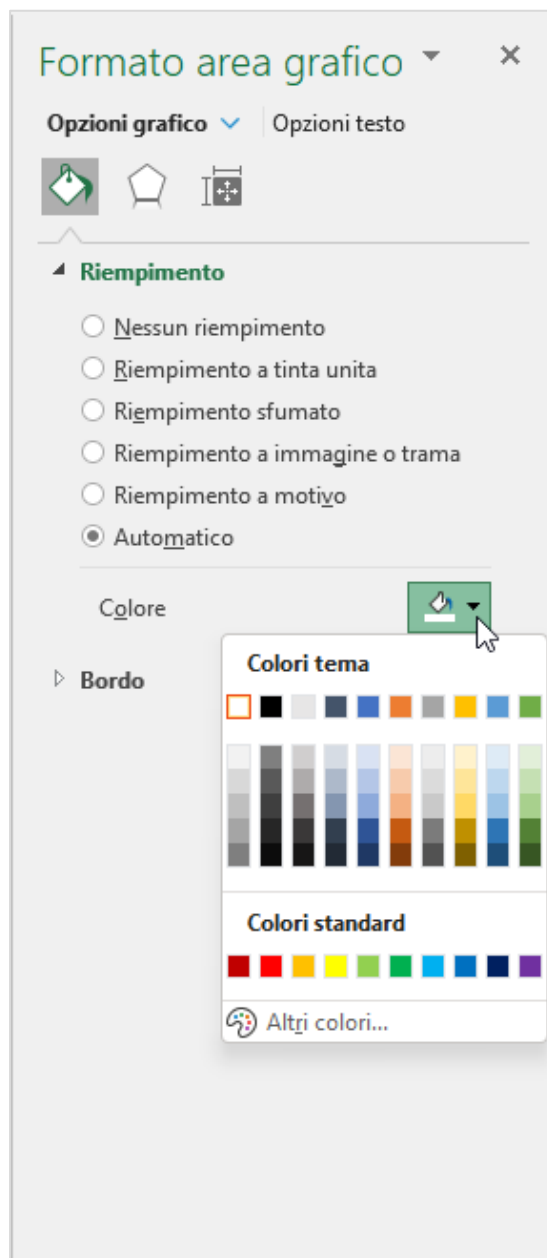 Formato area grafico
Opzioni grafico Opzioni testo
Riempimento
Nessun riempimento
Riempimento a tinta unita
Riempimento sfumato
Riempimento a immagine o trama
Riempimento a motivo
Automatico
Colore
Bordo
Colori tema
Colori standard
Altri colori...